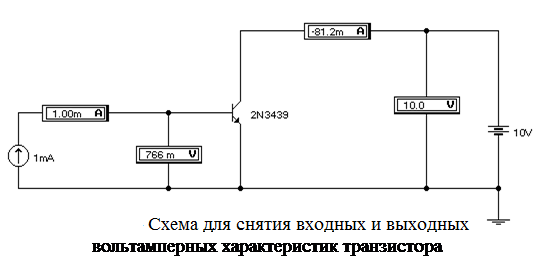 -81.2m A
1.00m A
2N3439
10.0 V
10V
1mA
766 m V
Схема для снятия входных и выходных
вольтамперных характеристик транзистора